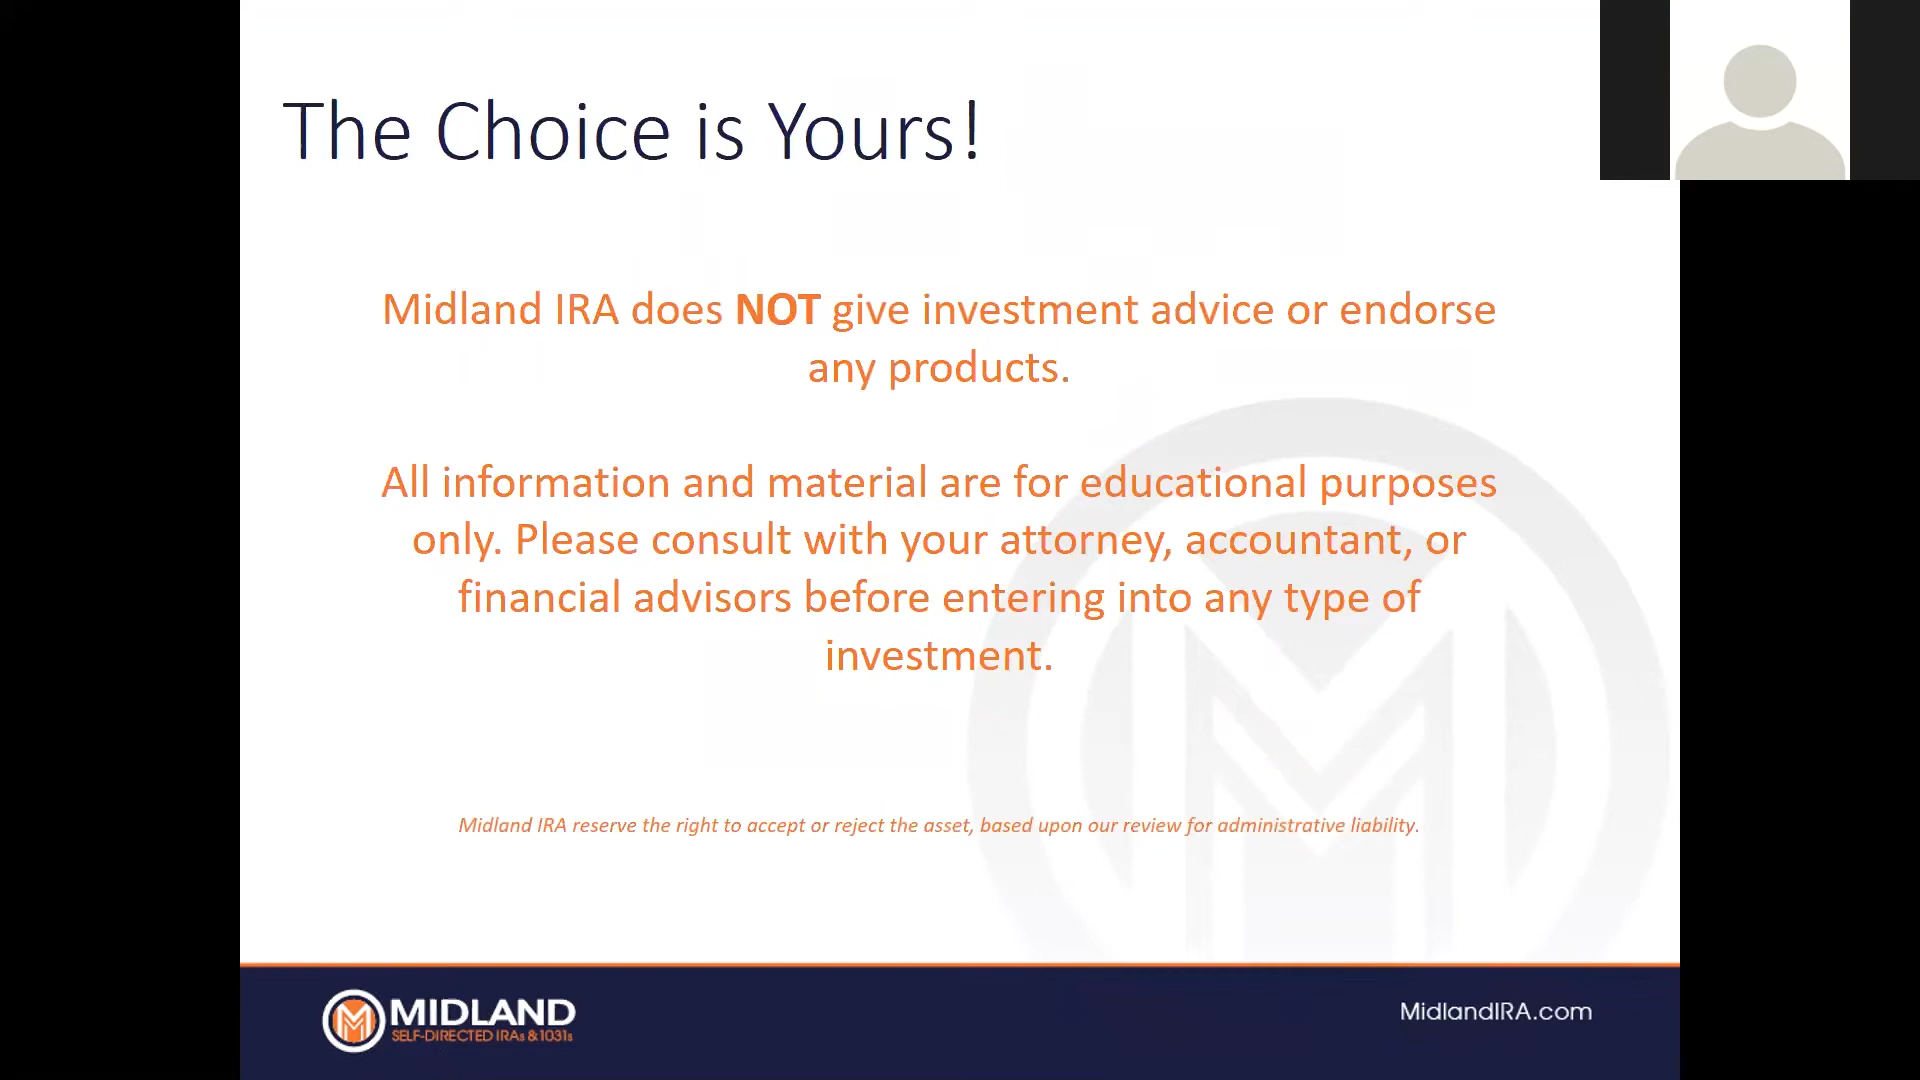 The Choice is Yours!
Midland IRA does NOT give investment advice or endorse
any products.
All information and material are for educational purposes
only. Please consult with your attorney, accountant, or
financial advisors before entering into any type of
investment.
Midland IRA reserve the right to accept or reject the asset, based upon our review for administrative liability.
MIDLAND
SELF-DIRECTED IRAs & 1031s
MidlandIRA.com